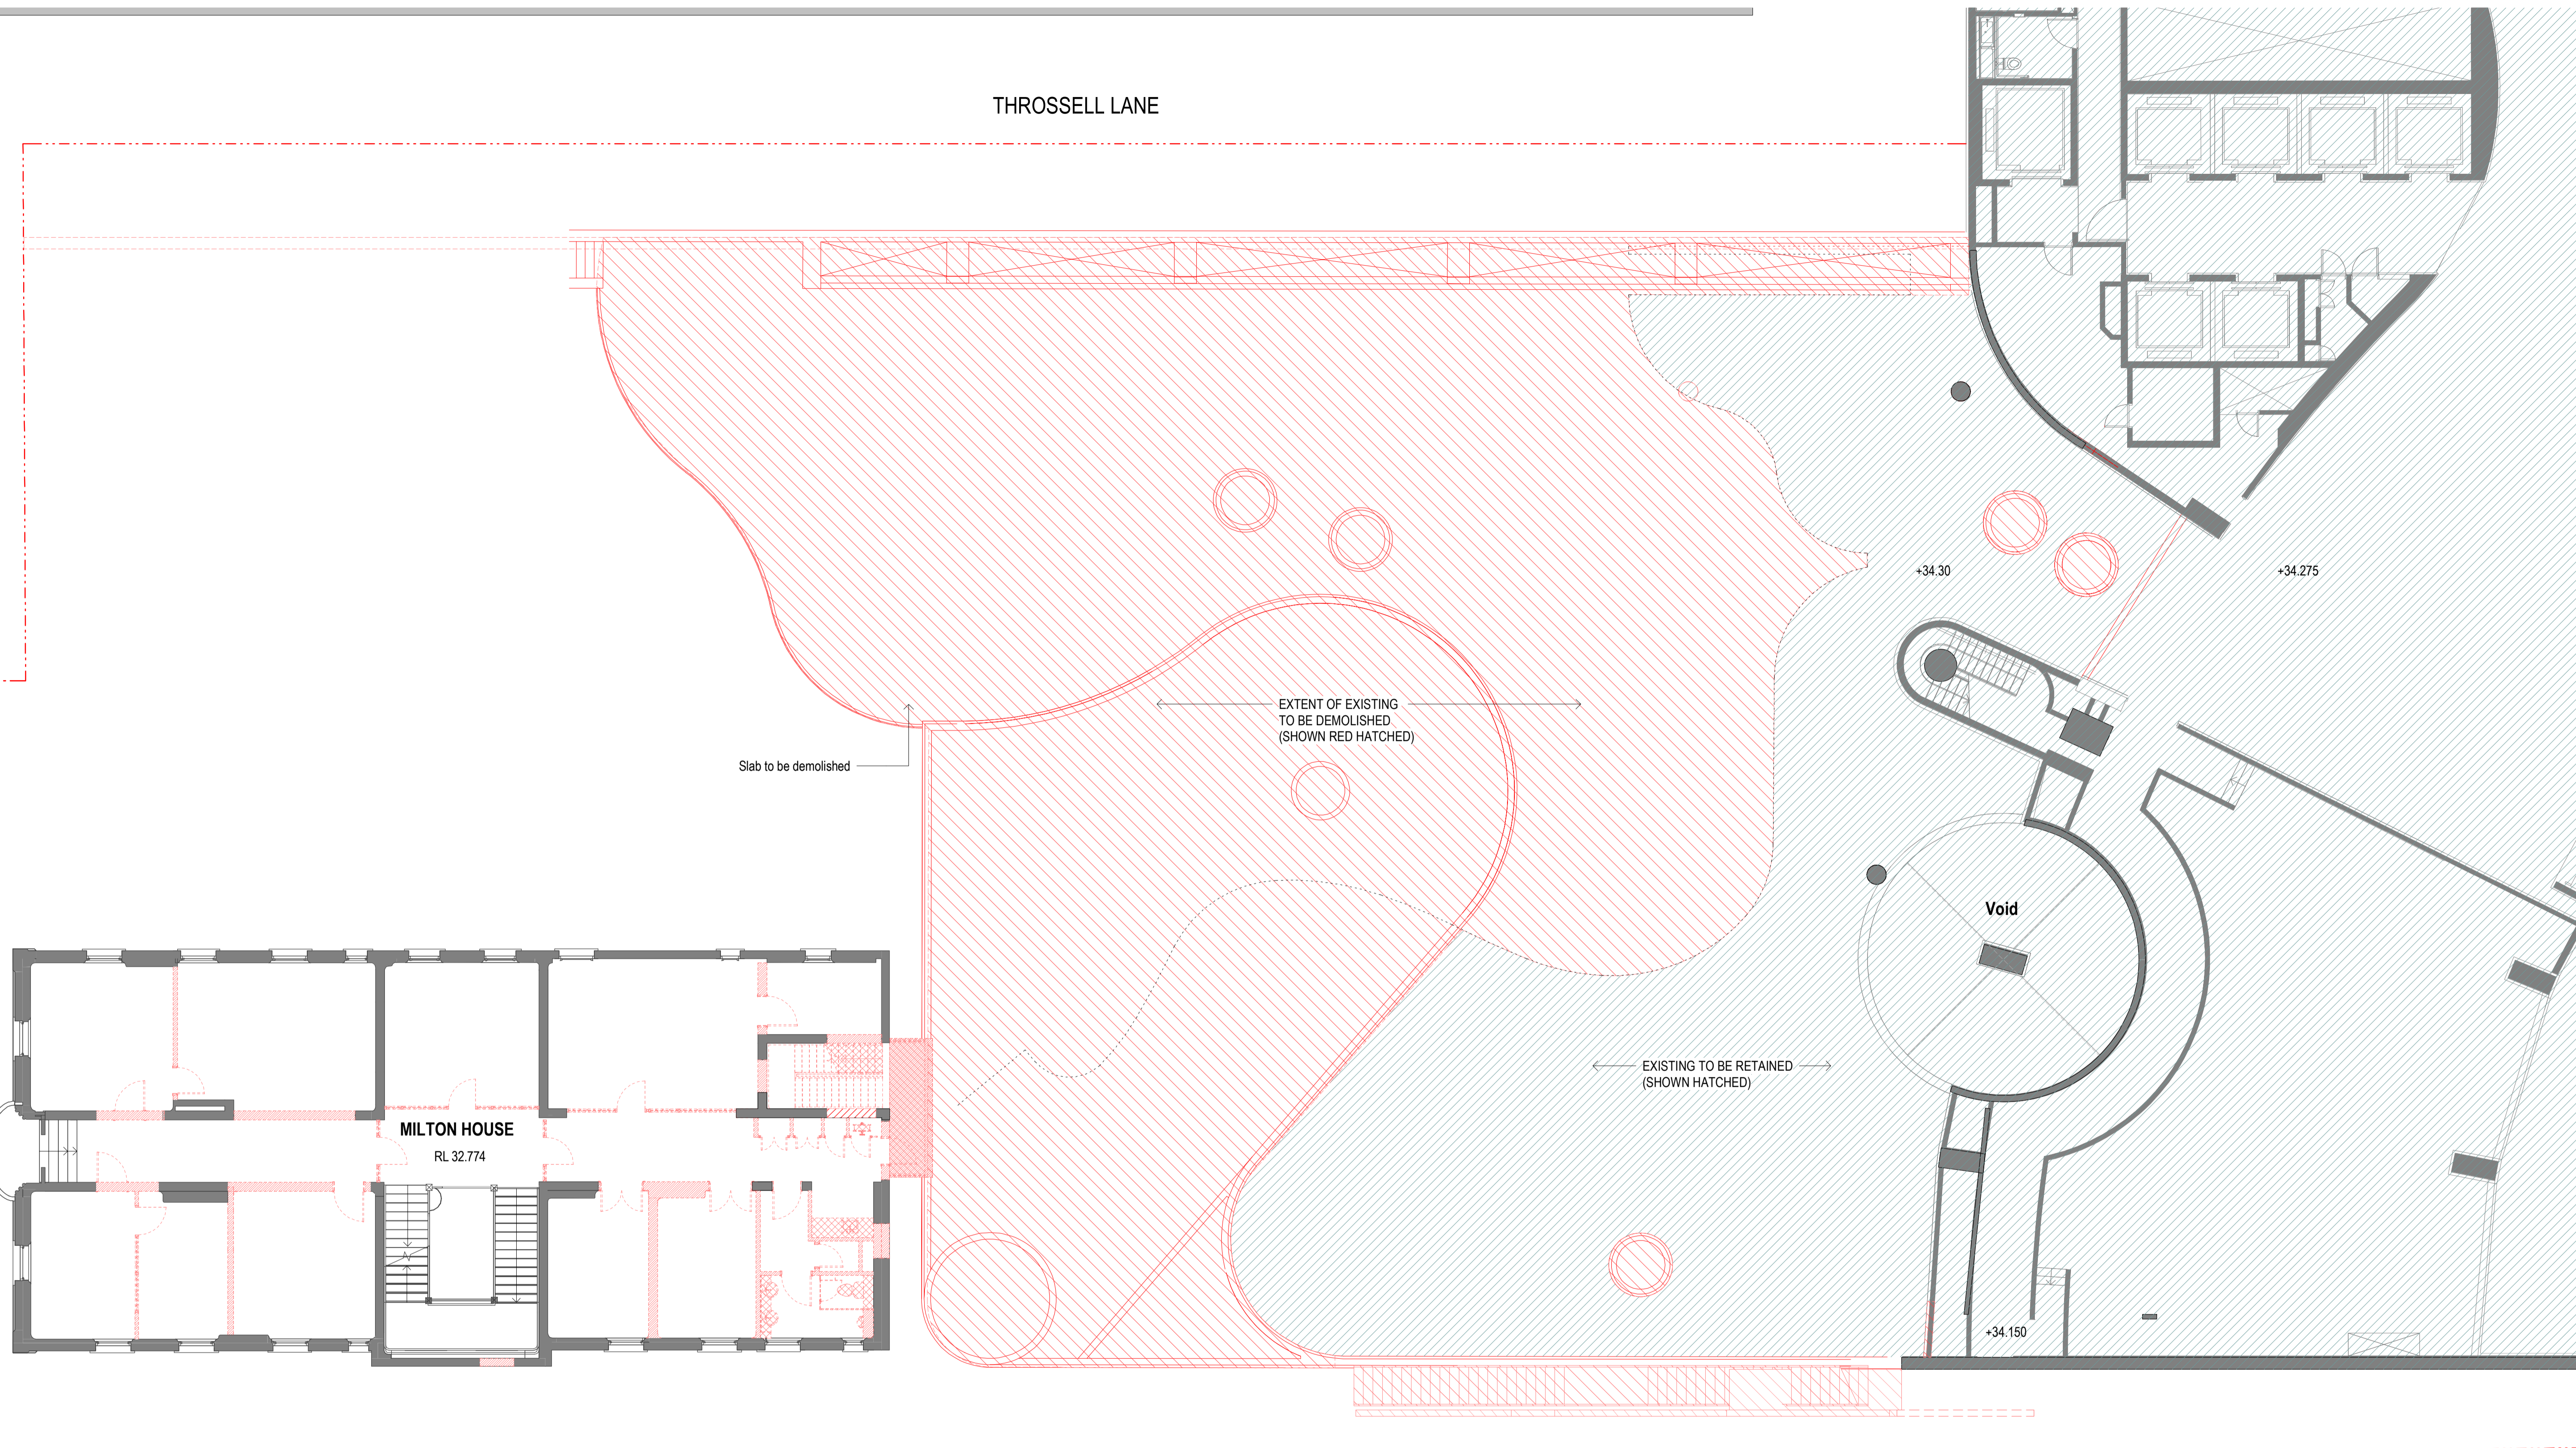 THROSSELL LANE
+34.30
+34.275
EXTENT OF EXISTING
TO BE DEMOLISHED
(SHOWN RED HATCHED)
Slab to be demolished
Void
EXISTING TO BE RETAINED
(SHOWN HATCHED)
MILTON HOUSE
RL 32.774
+34.150